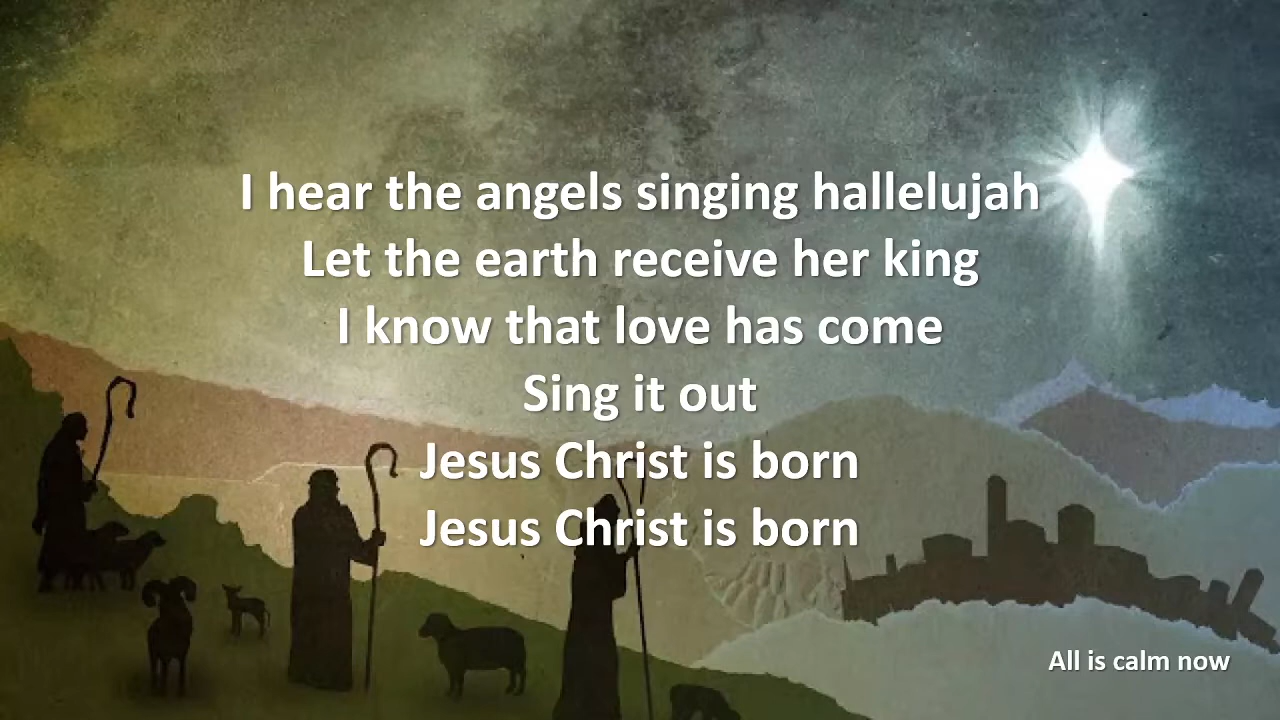 I hear the angels singing hallelujah
Let the earth receive her king
I know that love has come
Sing it out
Jesus Christ is born
Jesus Christ is born
All is calm now